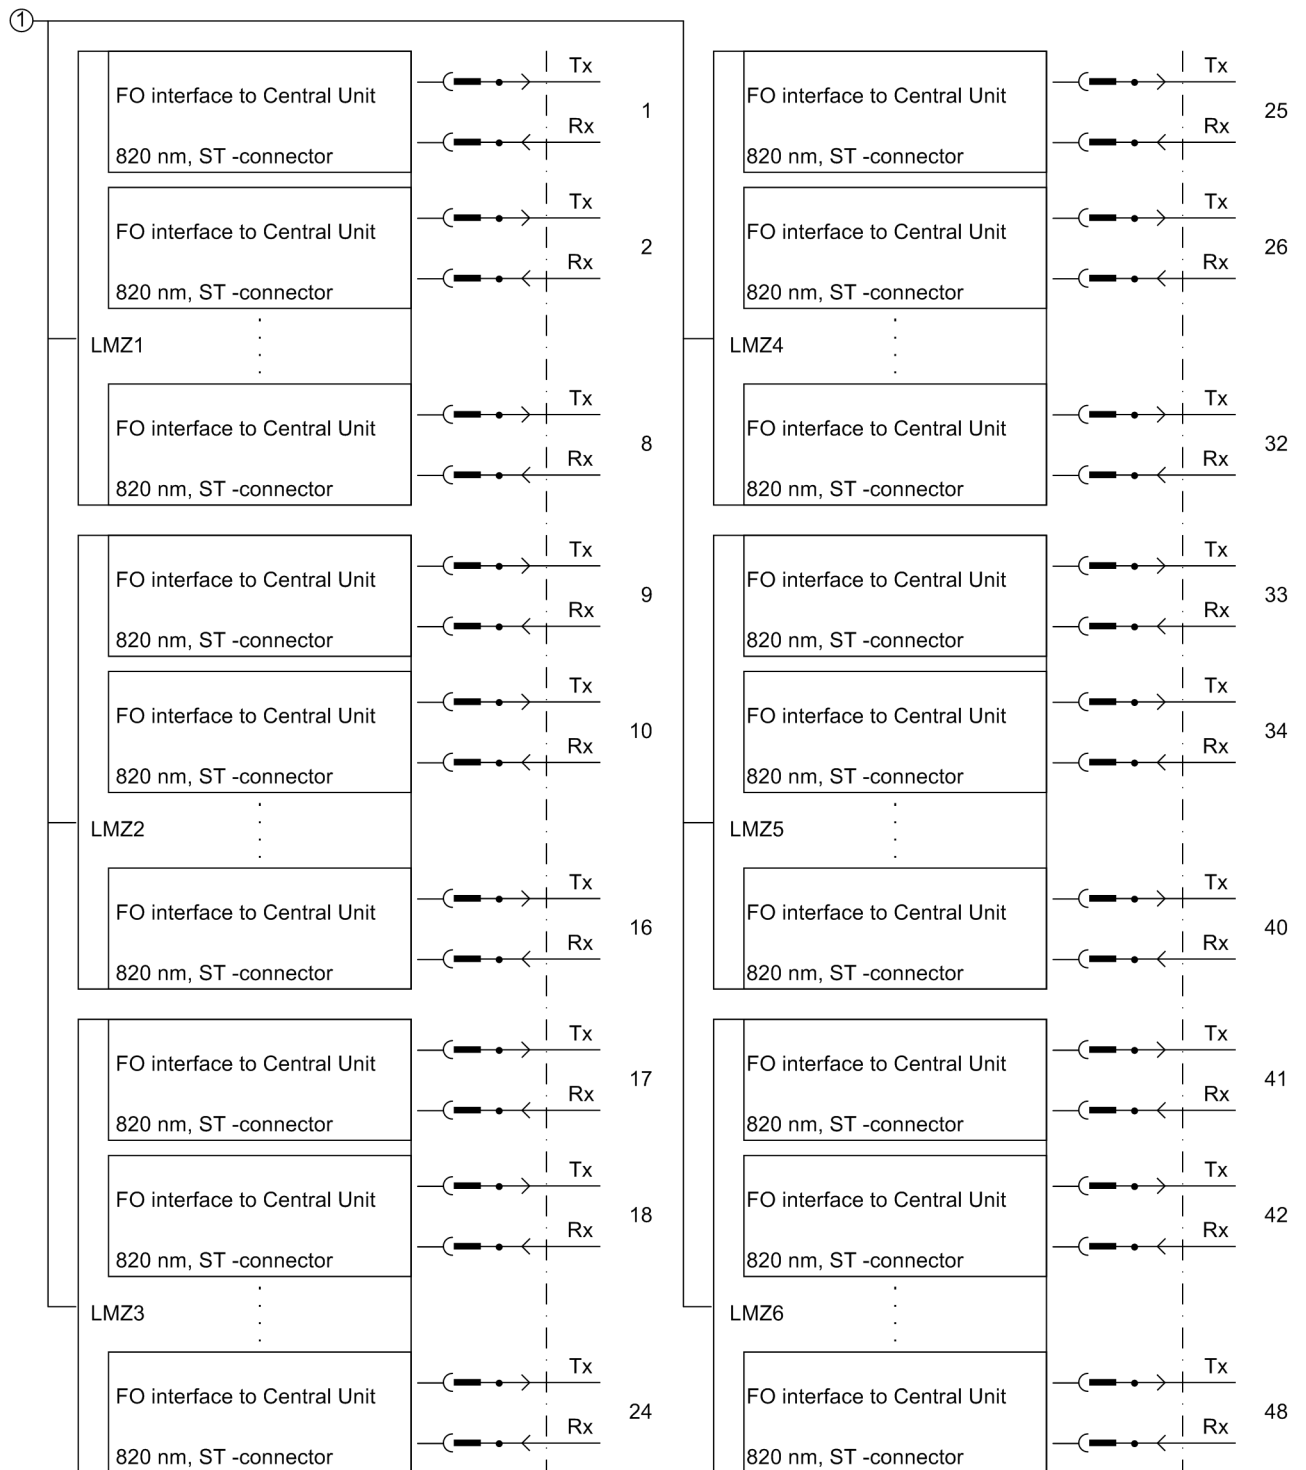 1
FO interface to Central Unit
820 nm, ST -connector
Tx
Rx
1
FO interface to Central Unit
820 nm, ST -connector
Tx
Rx
2
LMZ1
FO interface to Central Unit
820 nm, ST -connector
Tx
Rx
8
FO interface to Central Unit
820 nm, ST -connector
Tx
Rx
9
FO interface to Central Unit
820 nm, ST -connector
Tx
Rx
10
LMZ2
FO interface to Central Unit
820 nm, ST -connector
Tx
Rx
16
FO interface to Central Unit
820 nm, ST -connector
Tx
Rx
17
FO interface to Central Unit
820 nm, ST -connector
Tx
Rx
18
LMZ3
FO interface to Central Unit
820 nm, ST -connector
Tx
Rx
24
FO interface to Central Unit
820 nm, ST -connector
Tx
Rx
25
FO interface to Central Unit
820 nm, ST -connector
Tx
Rx
26
LMZ4
FO interface to Central Unit
820 nm, ST -connector
Tx
Rx
32
FO interface to Central Unit
820 nm, ST -connector
Tx
Rx
33
FO interface to Central Unit
820 nm, ST -connector
Tx
Rx
34
LMZ5
FO interface to Central Unit
820 nm, ST -connector
Tx
Rx
40
FO interface to Central Unit
820 nm, ST -connector
Tx
Rx
41
FO interface to Central Unit
820 nm, ST -connector
Tx
Rx
42
LMZ6
FO interface to Central Unit
820 nm, ST -connector
Tx
Rx
48